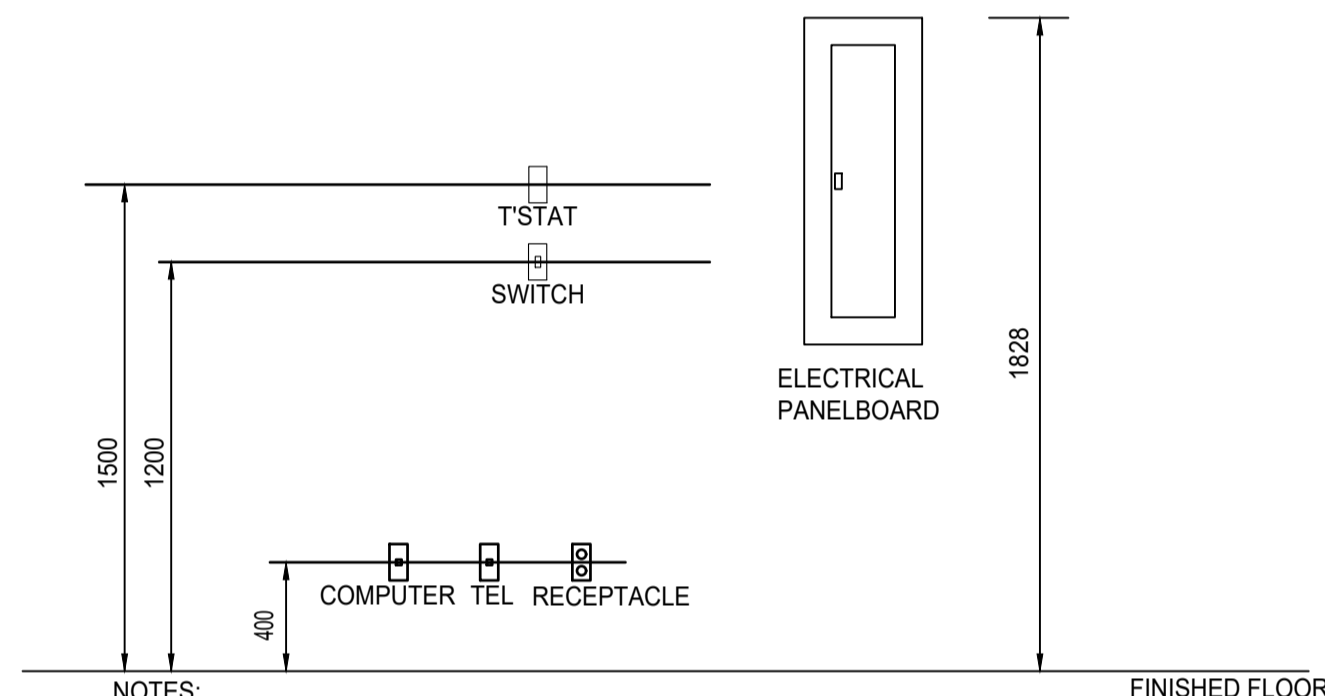 T'STAT
SWITCH
ELECTRICAL
PANELBOARD
1828
1500
1200
COMPUTER TEL RECEPTACLE
400
NOTES:
FINISHED FLOOR